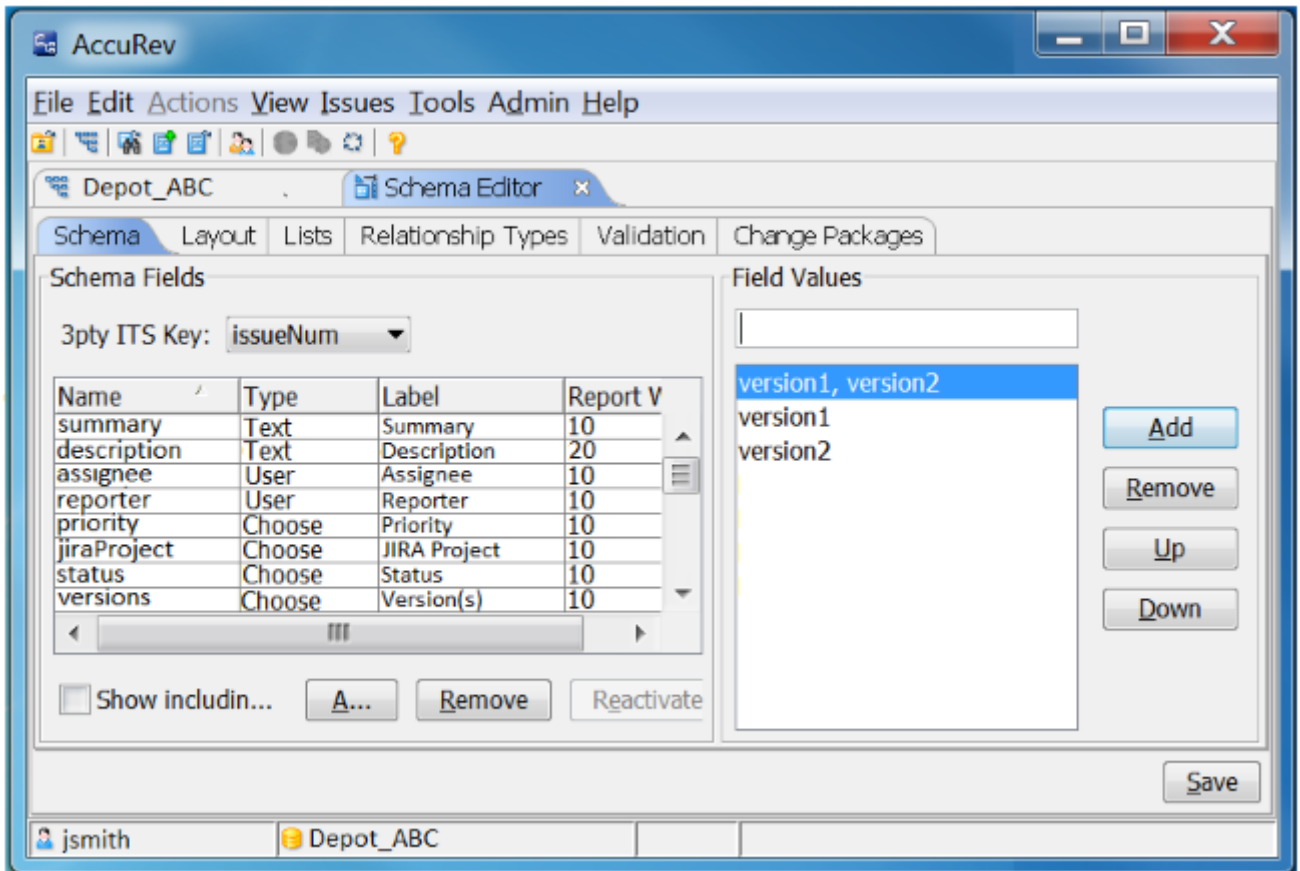 AccuRev
File Edit Actions View Issues Tools Admin Help
Depot_ABC Schema Editor
Schema Layout Lists Relationship Types Validation Change Packages
Schema Fields
3pty ITS Key: issueNum
Name Type Label Report W
summary Text Summary 10
description Text Description 20
assignee User Assignee 10
reporter User Reporter 10
priority Choose Priority 10
jiraProject Choose JIRA Project 10
status Choose Status 10
versions Choose Version(s) 10
Show includin... A... Remove Reactivate
Field Values
version1, version2
version1
version2
Add
Remove
Up
Down
Save
jsmith Depot_ABC